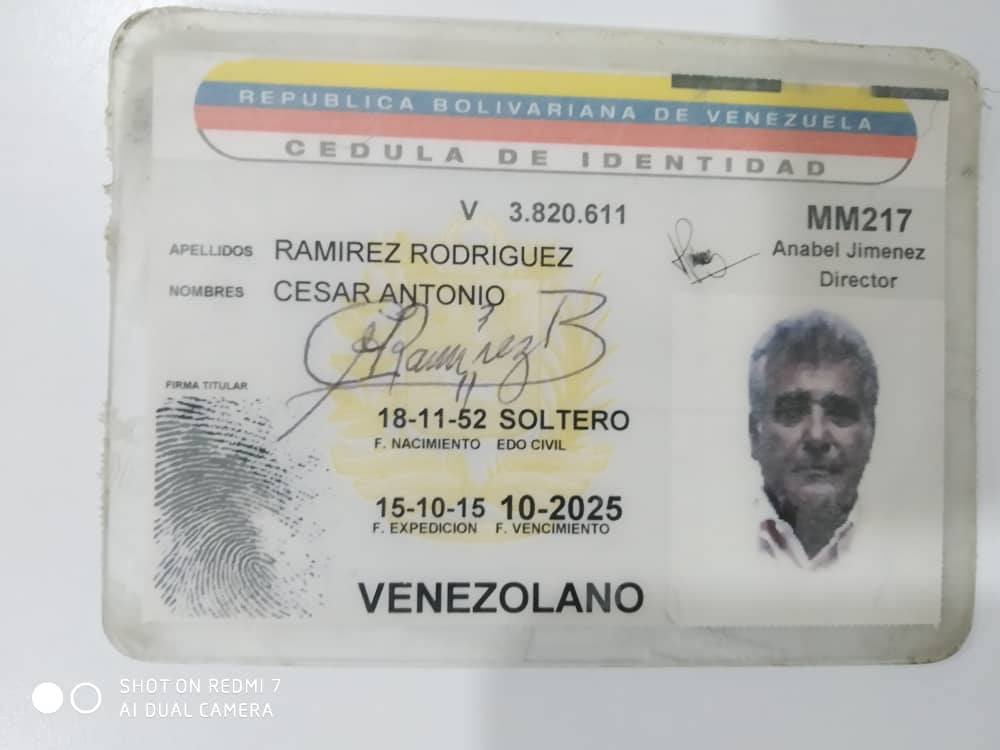 REPUBLICA BOLIVARIANA DE VENEZUELA
CEDULA DE IDENTIDAD
V 3.820.611
MM217
Anabel Jimenez
Director
APELLIDOS RAMIREZ RODRIGUEZ
NOMBRES CESAR ANTONIO
Ramirez
FIRMA TITULAR
18-11-52 SOLTERO
F. NACIMIENTO EDO CIVIL
15-10-15 10-2025
F. EXPEDICION F. VENCIMIENTO
VENEZOLANO
SHOT ON REDMI 7
AI DUAL CAMERA